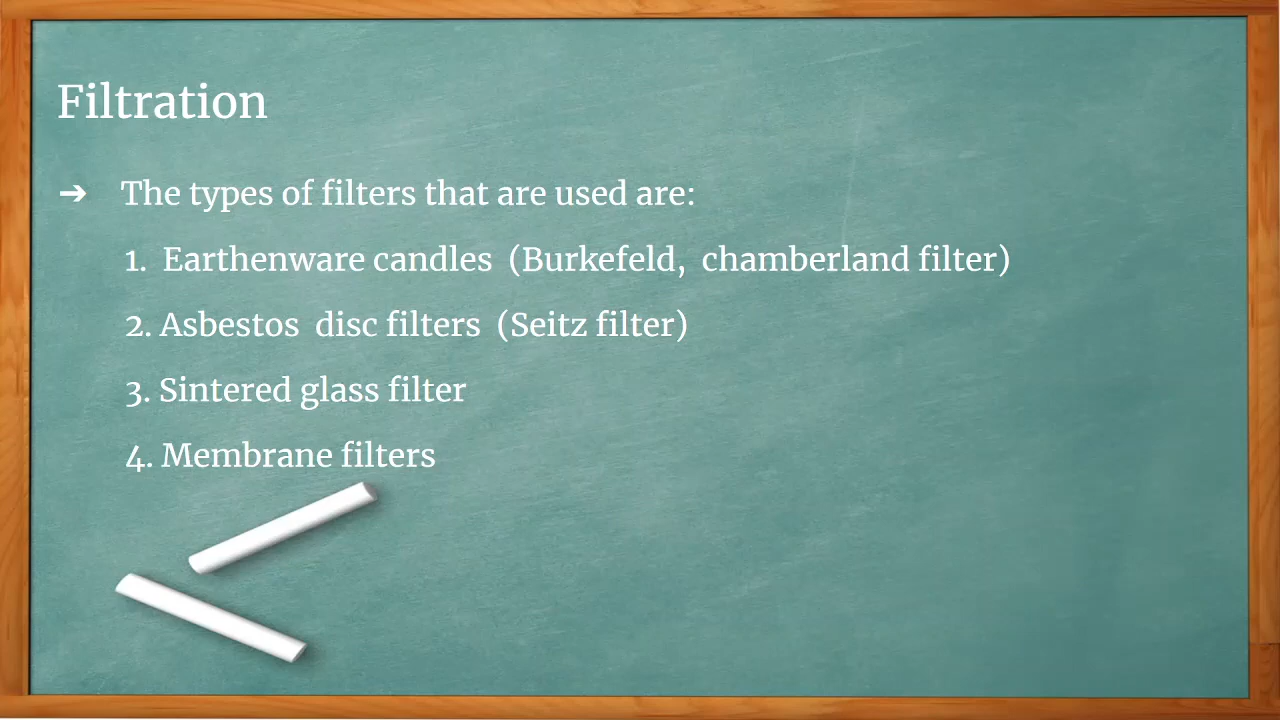 Filtration
➔ The types of filters that are used are:
1. Earthenware candles (Burkefeld, chamberland filter)
2. Asbestos disc filters (Seitz filter)
3. Sintered glass filter
4. Membrane filters